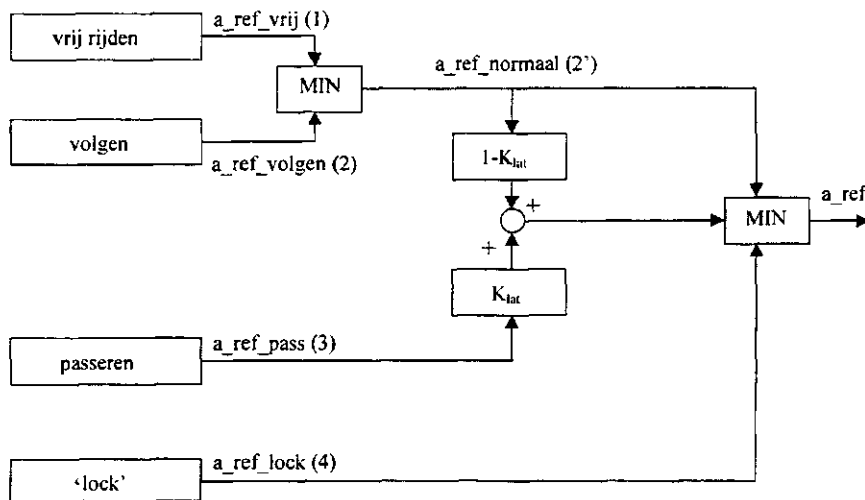 vrij rijden
a_ref_vrij (1)
MIN
a_ref_normaal (2')
volgen
a_ref_volgen (2)
1-K_lat
+
a_ref
MIN
+
K_lat
passeren
a_ref_pass (3)
'lock'
a_ref_lock (4)